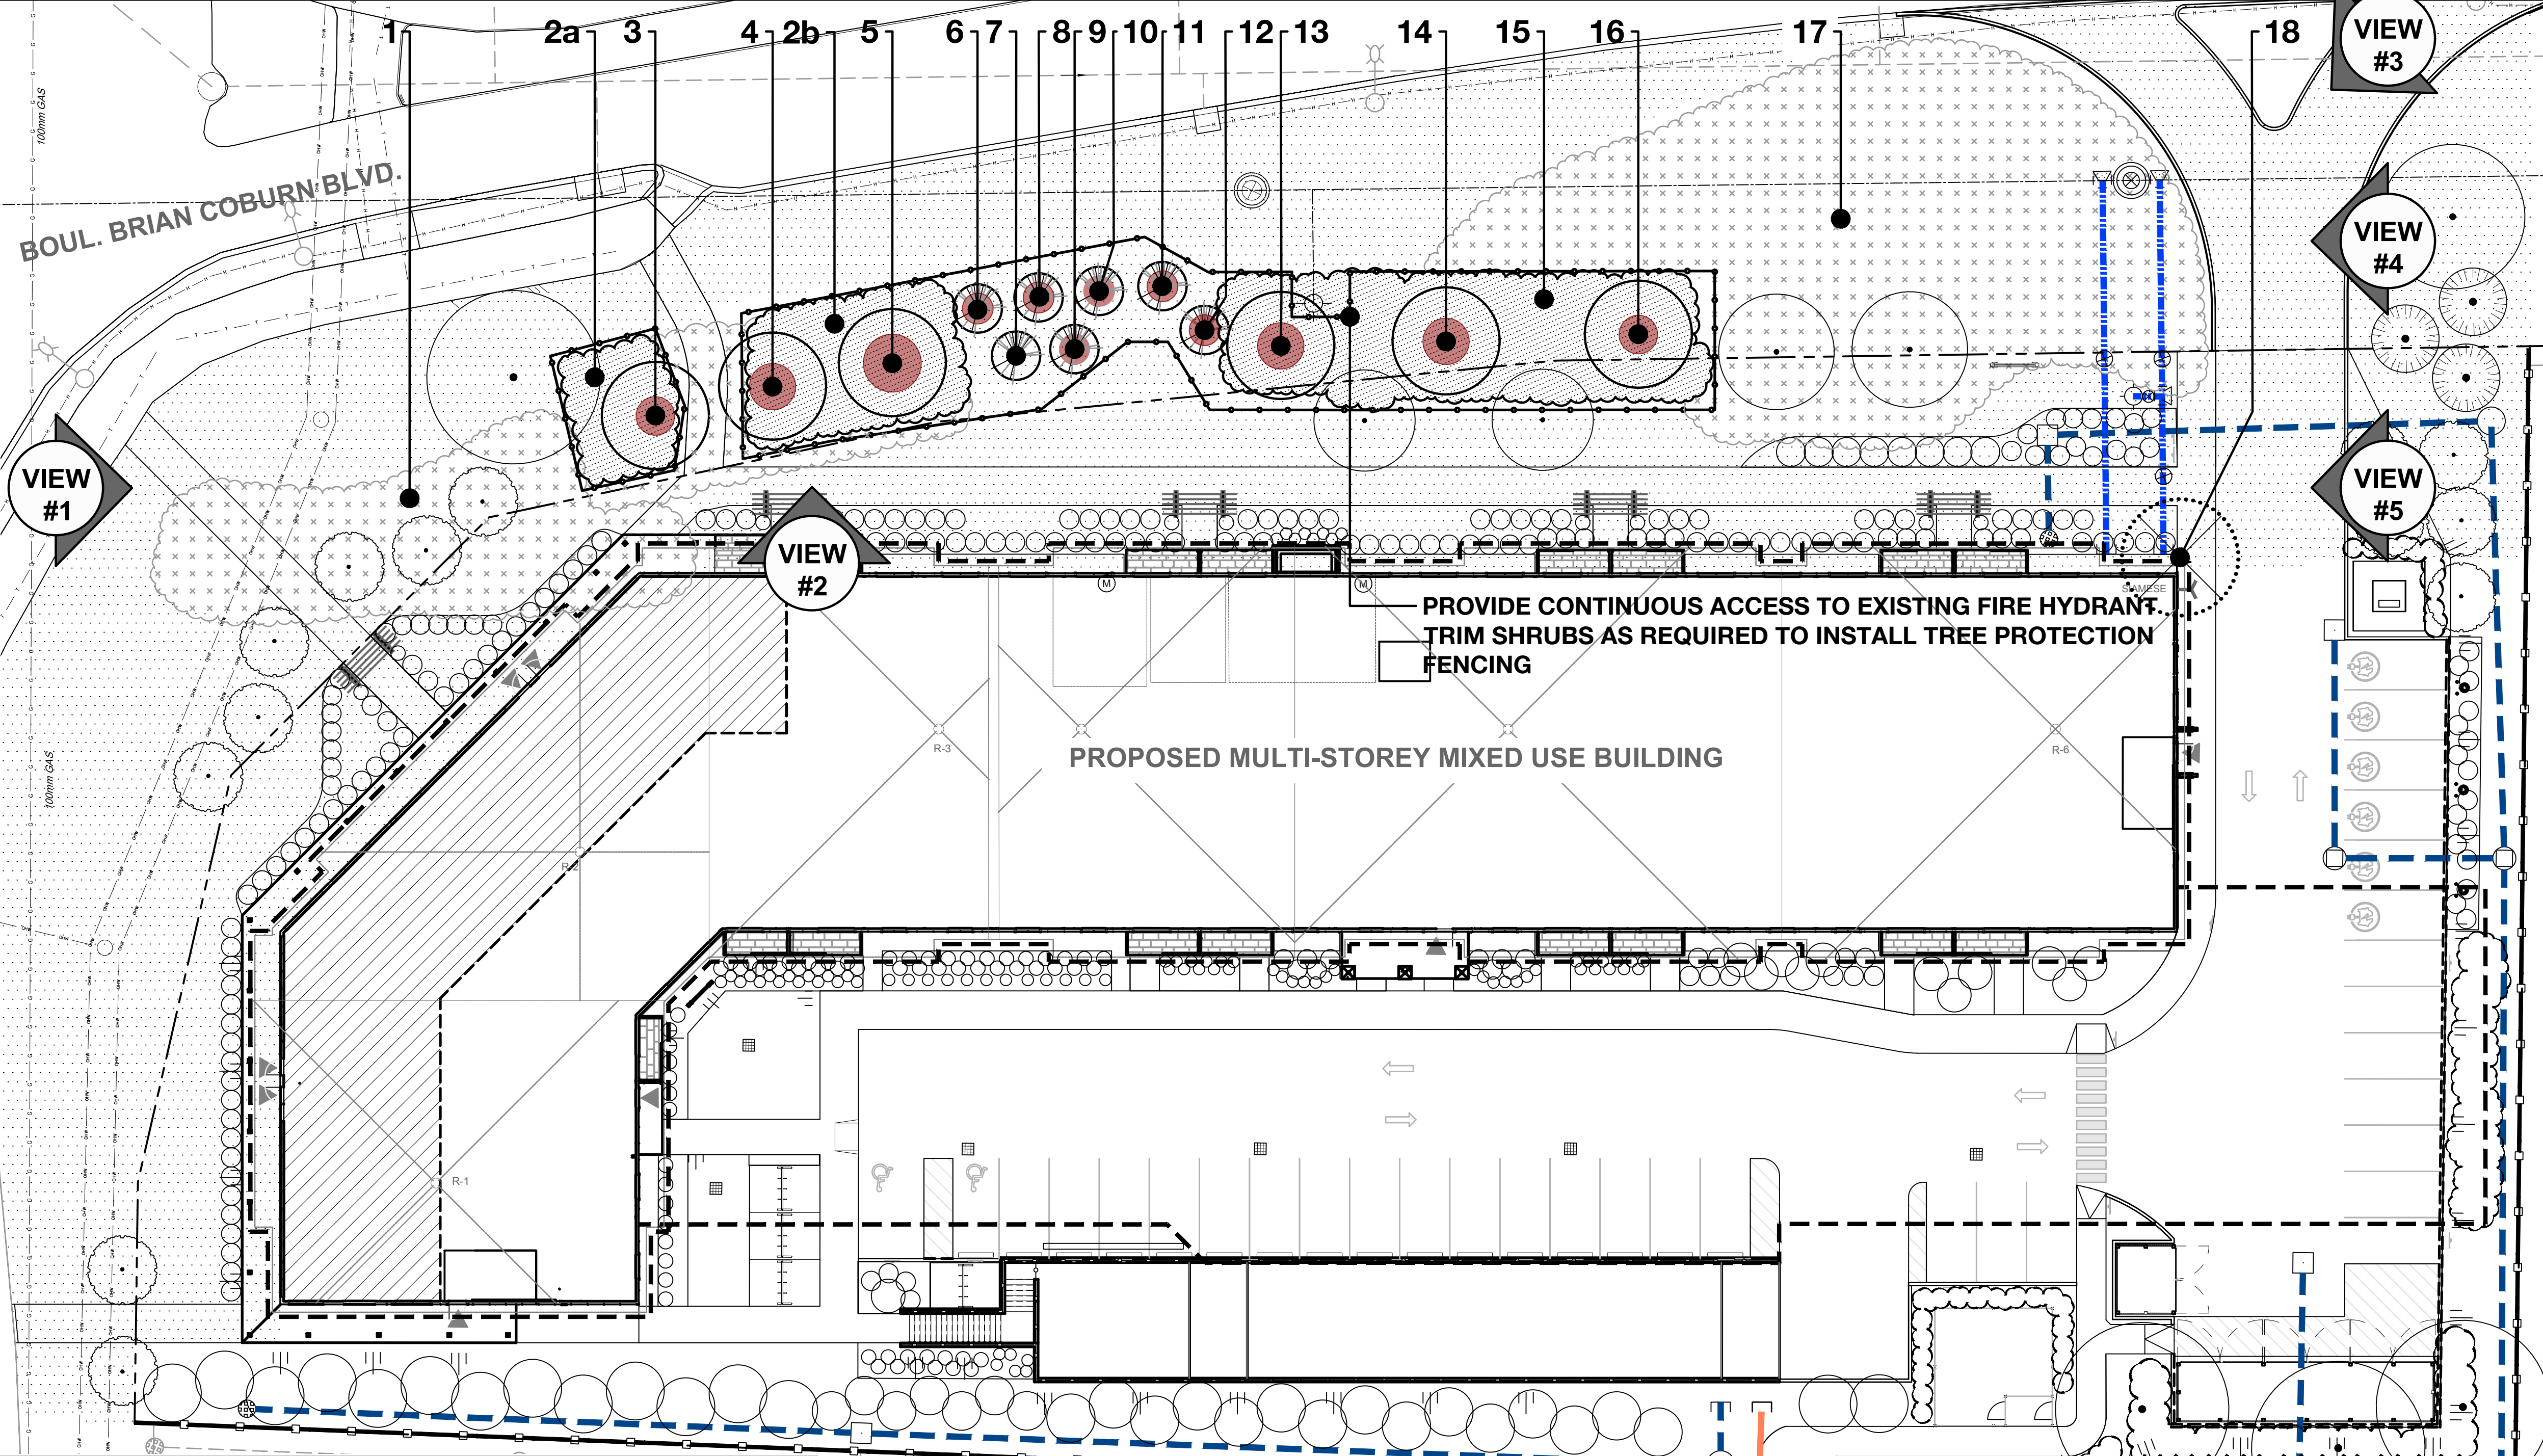 1 2a 3 4 2b 5 6 7 8 9 10 11 12 13 14 15 16 17 18
VIEW
#3
100mm GAS
BOUL. BRIAN COBURN BLVD.
VIEW
#4
VIEW
#1
VIEW
#5
VIEW
#2
M
M
SIAMESE
PROVIDE CONTINUOUS ACCESS TO EXISTING FIRE HYDRANT.
TRIM SHRUBS AS REQUIRED TO INSTALL TREE PROTECTION
FENCING
100mm GAS
R-3
PROPOSED MULTI-STOREY MIXED USE BUILDING
R-6
R-2
R-1